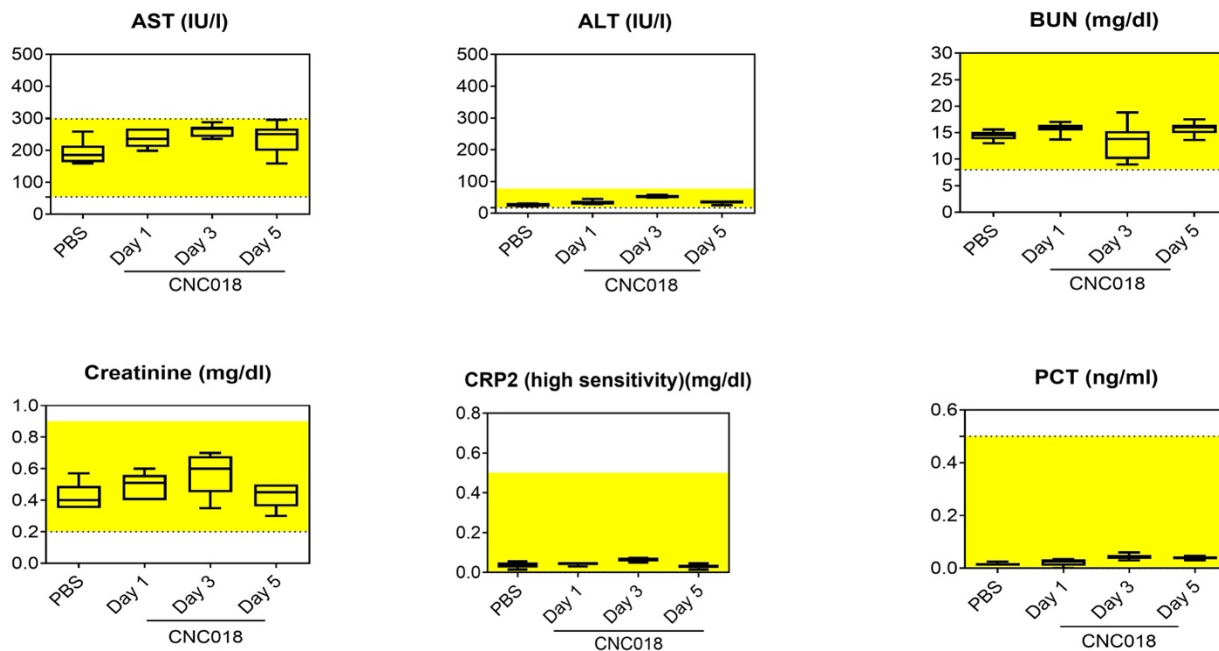 AST (IU/l)
500
400
300
200
100
0
PBS
Day 1
Day 3
Day 5
CNC018
ALT (IU/l)
500
400
300
200
100
0
PBS
Day 1
Day 3
Day 5
CNC018
BUN (mg/dl)
30
25
20
15
10
5
0
PBS
Day 1
Day 3
Day 5
CNC018
Creatinine (mg/dl)
1.0
0.8
0.6
0.4
0.2
0.0
PBS
Day 1
Day 3
Day 5
CNC018
CRP2 (high sensitivity)(mg/dl)
0.8
0.6
0.4
0.2
0.0
PBS
Day 1
Day 3
Day 5
CNC018
PCT (ng/ml)
0.6
0.4
0.2
0.0
PBS
Day 1
Day 3
Day 5
CNC018